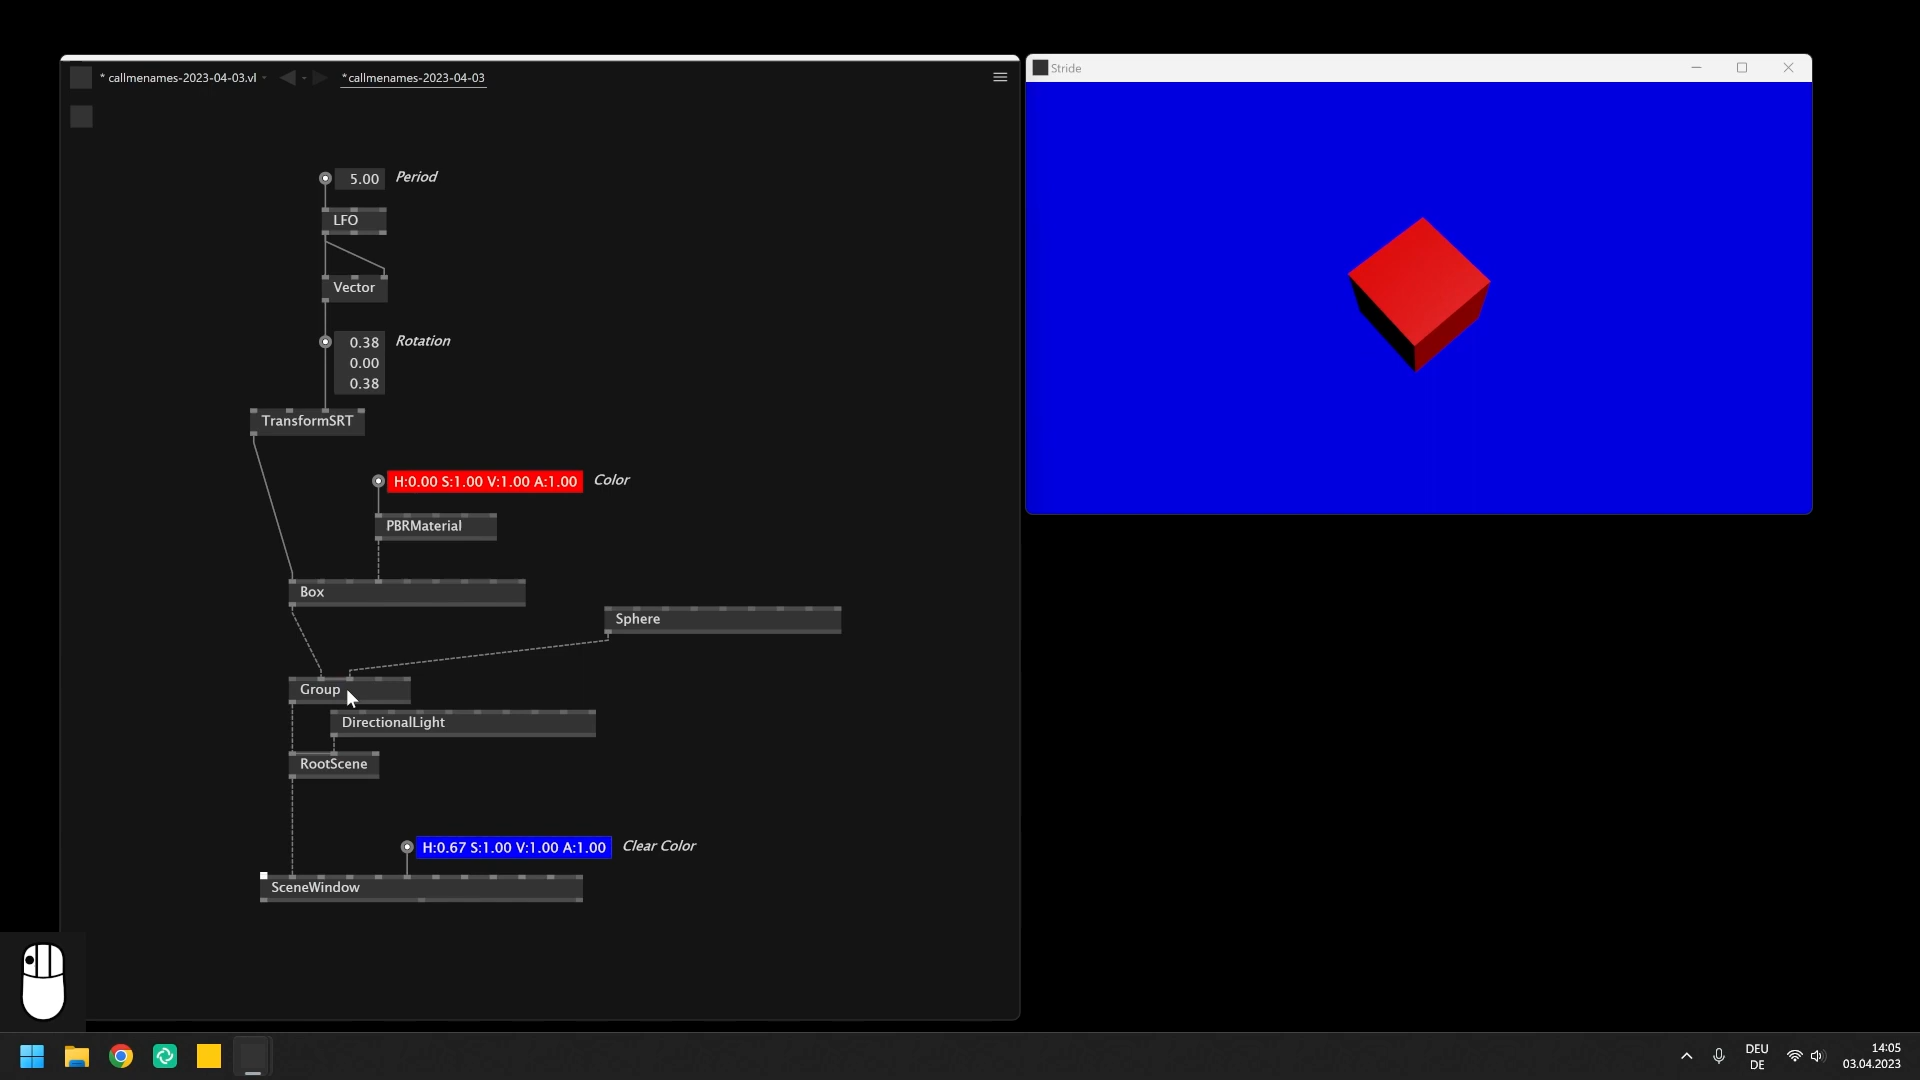 * callmenames-2023-04-03.vl
*callmenames-2023-04-03
Stride
5.00 Period
LFO
Vector
0.38 Rotation
0.00
0.38
TransformSRT
H:0.00 S:1.00 V:1.00 A:1.00 Color
PBRMaterial
Box
Sphere
Group
DirectionalLight
RootScene
H:0.67 S:1.00 V:1.00 A:1.00 Clear Color
SceneWindow
DEU
DE
14:05
03.04.2023